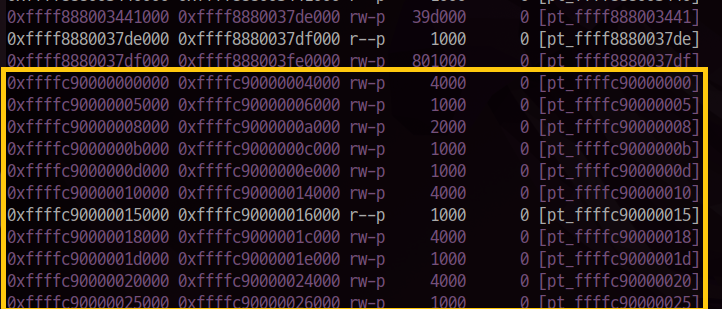 0xffff888003441000 0xffff8880037de000 rw-p 39d000 0 [pt_ffff888003441]
0xffff8880037de000 0xffff8880037df000 r--p 1000 0 [pt_ffff8880037de]
0xffff8880037df000 0xffff888003fe0000 rw-p 801000 0 [pt_ffff8880037df]
0xffffc90000000000 0xffffc90000004000 rw-p 4000 0 [pt_ffffc90000000]
0xffffc90000005000 0xffffc90000006000 rw-p 1000 0 [pt_ffffc90000005]
0xffffc90000008000 0xffffc9000000a000 rw-p 2000 0 [pt_ffffc90000008]
0xffffc9000000b000 0xffffc9000000c000 rw-p 1000 0 [pt_ffffc9000000b]
0xffffc9000000d000 0xffffc9000000e000 rw-p 1000 0 [pt_ffffc9000000d]
0xffffc90000010000 0xffffc90000014000 rw-p 4000 0 [pt_ffffc90000010]
0xffffc90000015000 0xffffc90000016000 r--p 1000 0 [pt_ffffc90000015]
0xffffc90000018000 0xffffc9000001c000 rw-p 4000 0 [pt_ffffc90000018]
0xffffc9000001d000 0xffffc9000001e000 rw-p 1000 0 [pt_ffffc9000001d]
0xffffc90000020000 0xffffc90000024000 rw-p 4000 0 [pt_ffffc90000020]
0xffffc90000025000 0xffffc90000026000 rw-p 1000 0 [pt_ffffc90000025]